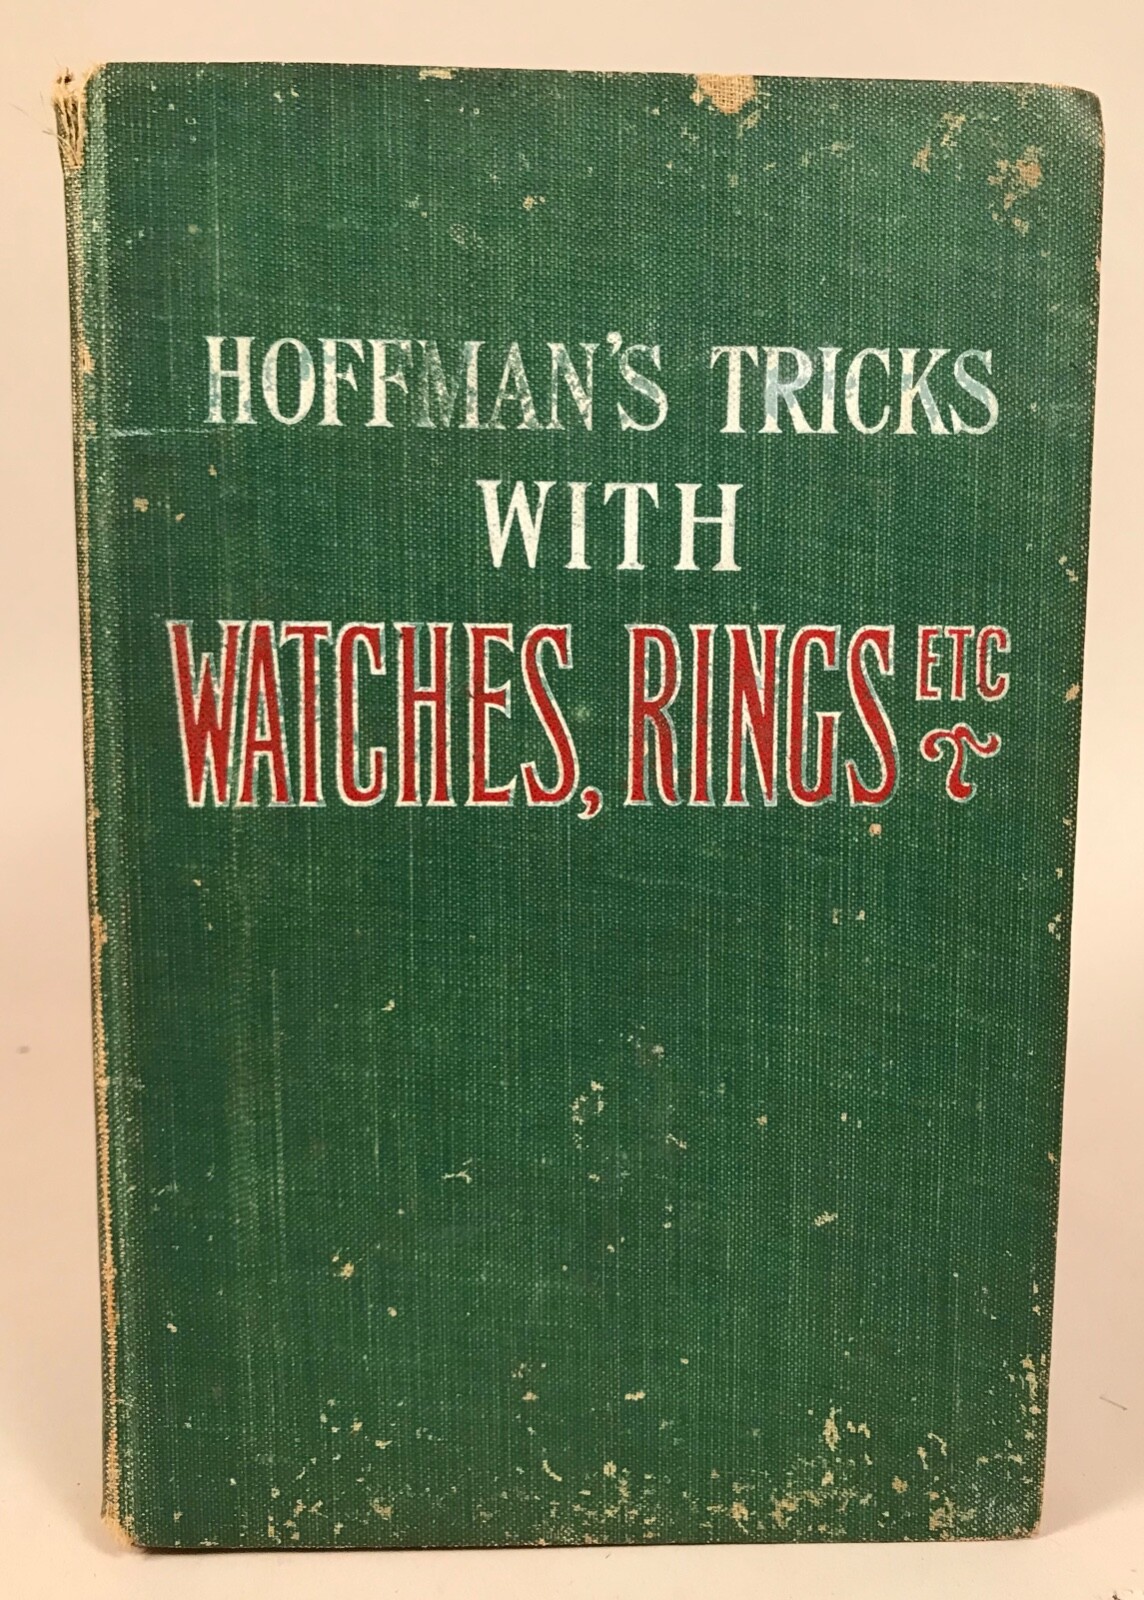 HOFFMAN'S TRICKS
WITH
WATCHES, RINGS ETC